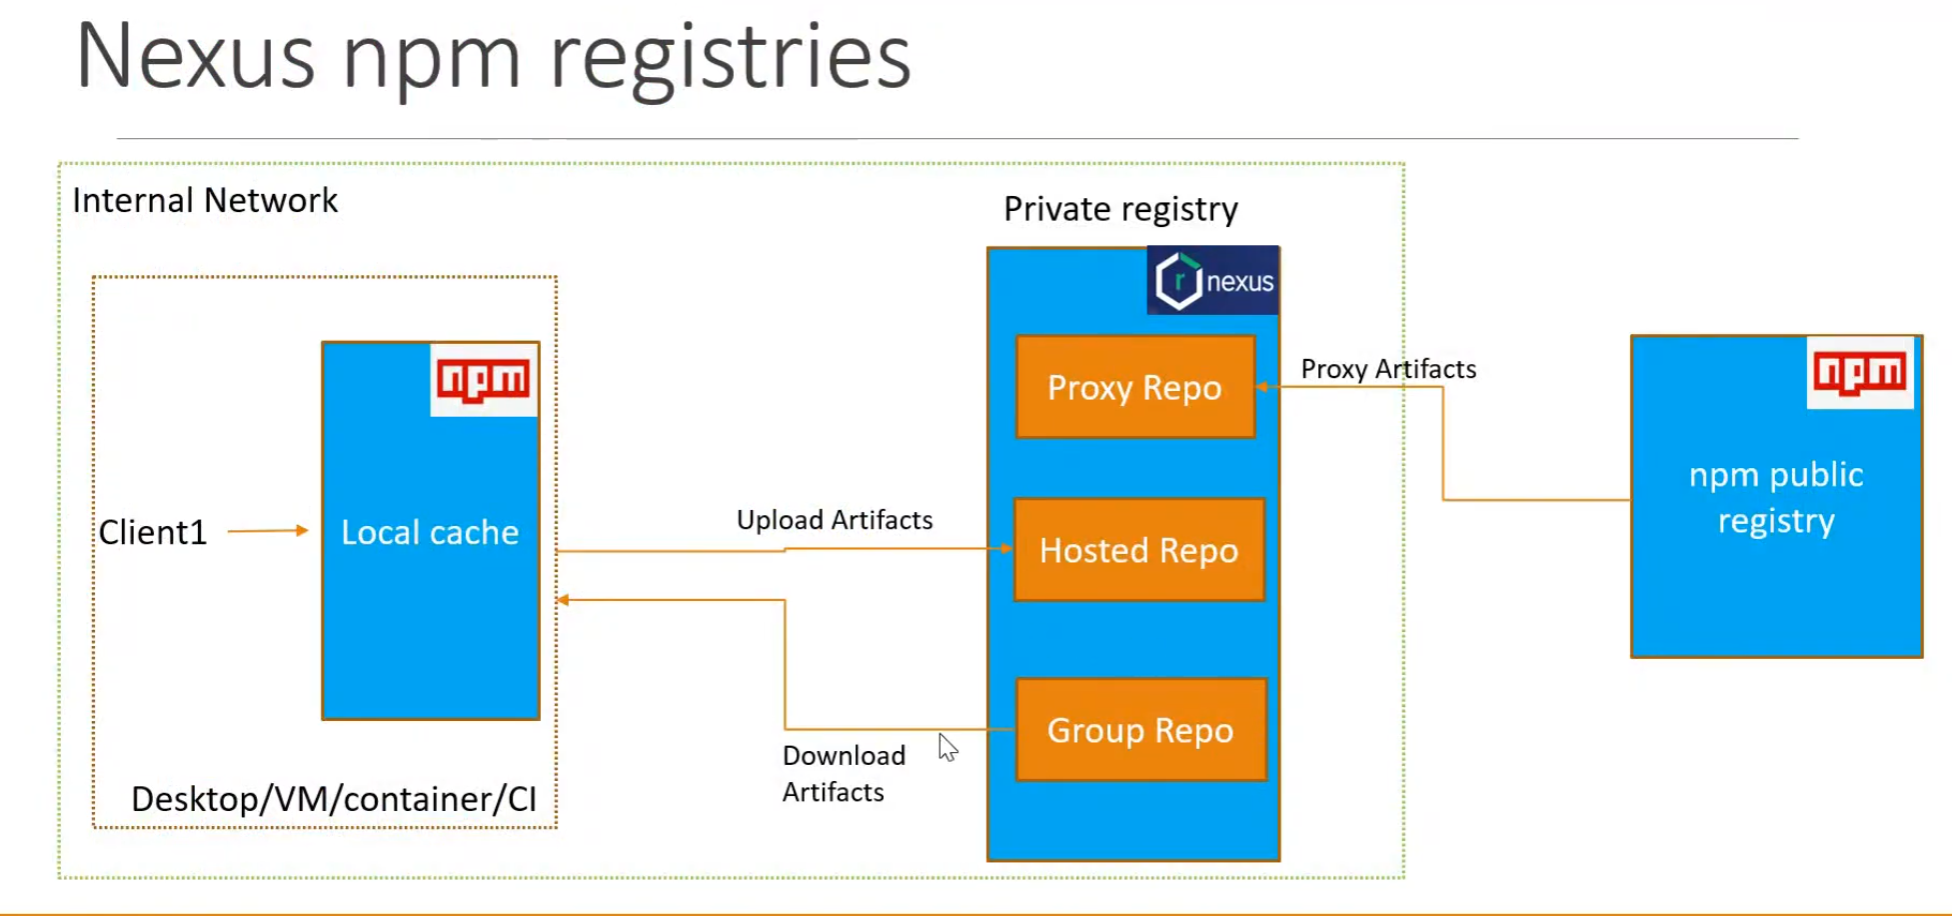 Nexus npm registries
Internal Network
Private registry
r nexus
npm
Proxy Repo
Proxy Artifacts
npm
npm public
registry
Client1
Local cache
Upload Artifacts
Hosted Repo
Group Repo
Download
Artifacts
Desktop/VM/container/CI